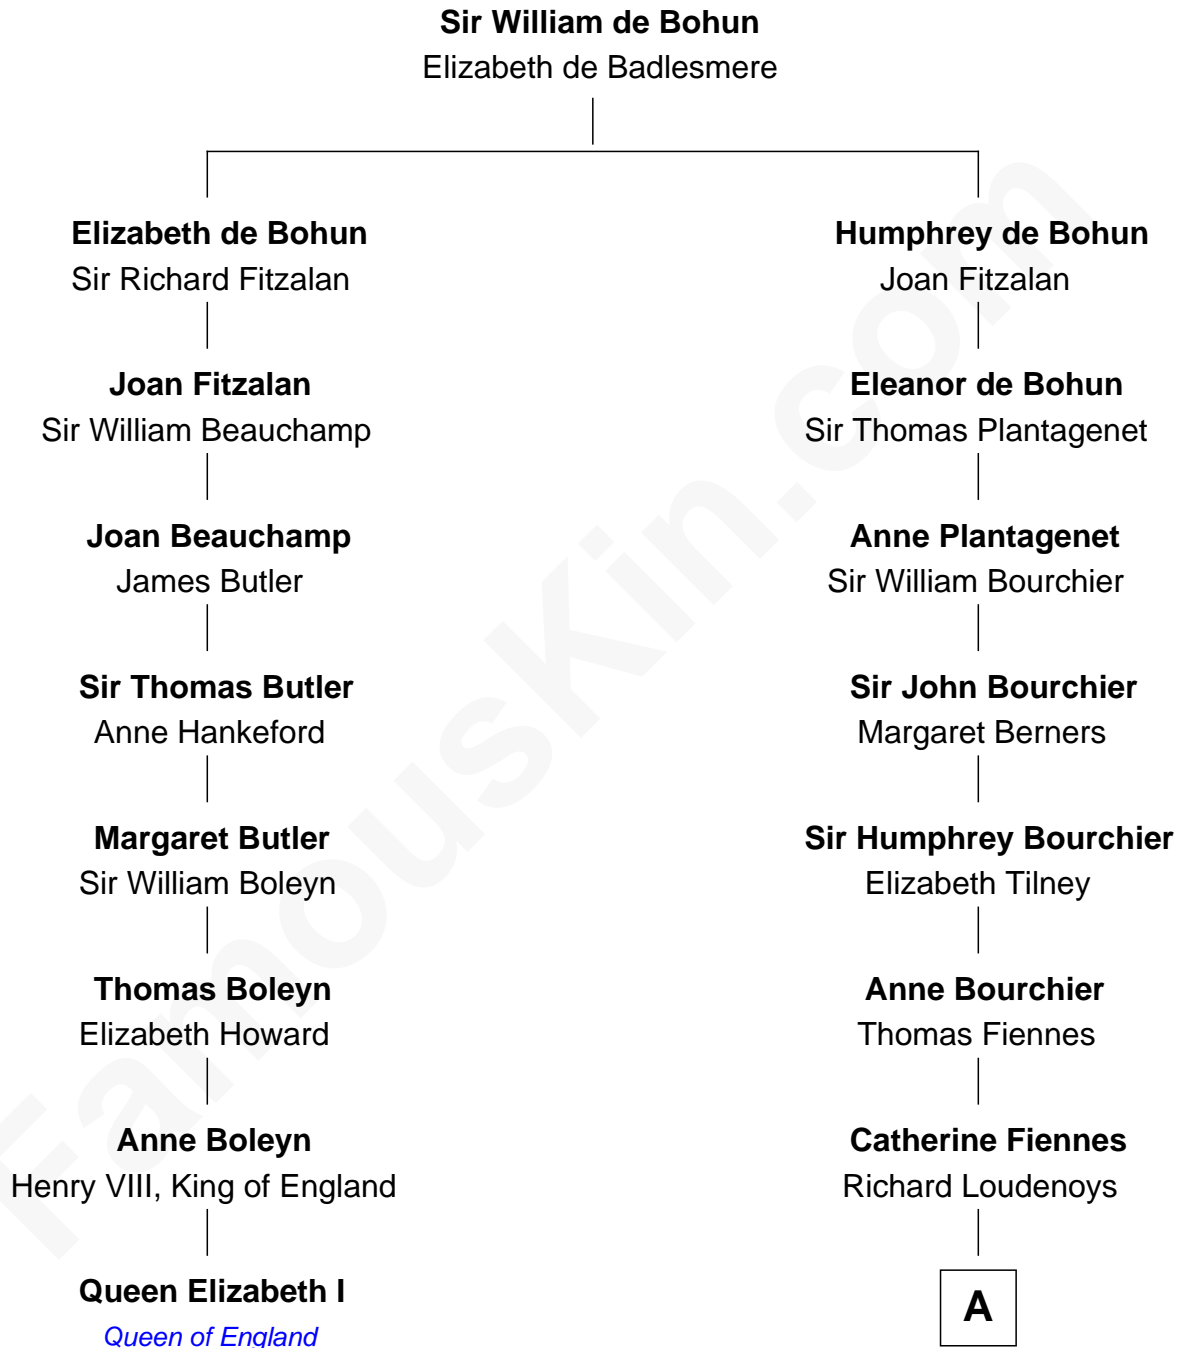 Sir William de Bohun
Elizabeth de Badlesmere
Elizabeth de Bohun
Sir Richard Fitzalan
Humphrey de Bohun
Joan Fitzalan
Joan Fitzalan
Sir William Beauchamp
Eleanor de Bohun
Sir Thomas Plantagenet
Joan Beauchamp
James Butler
Anne Plantagenet
Sir William Bourchier
Sir Thomas Butler
Anne Hankeford
Sir John Bourchier
Margaret Berners
Margaret Butler
Sir William Boleyn
Sir Humphrey Bourchier
Elizabeth Tilney
Thomas Boleyn
Elizabeth Howard
Anne Bourchier
Thomas Fiennes
Anne Boleyn
Henry VIII, King of England
Catherine Fiennes
Richard Loudenoys
Queen Elizabeth I
Queen of England
A
FamousKin.com